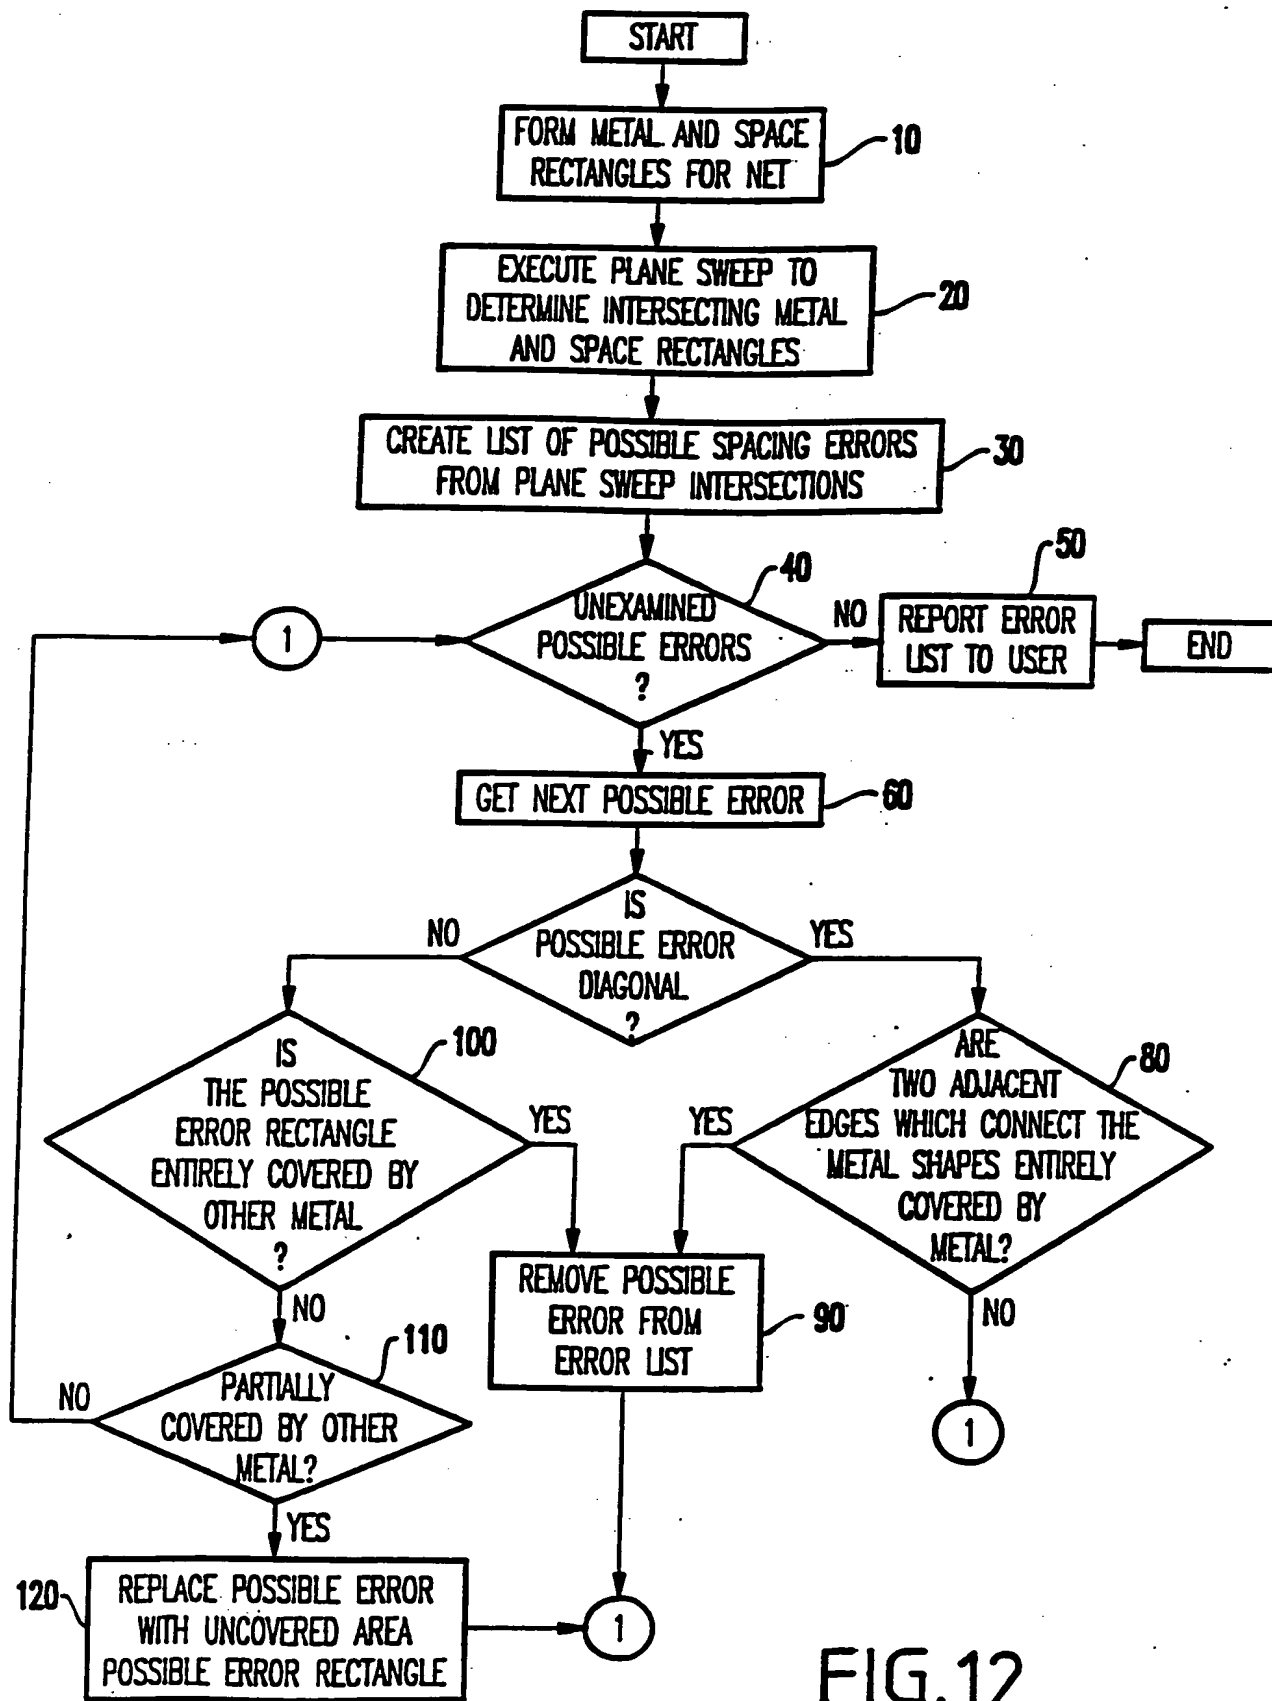 START
FORM METAL AND SPACE
RECTANGLES FOR NET
10
EXECUTE PLANE SWEEP TO
DETERMINE INTERSECTING METAL
AND SPACE RECTANGLES
20
CREATE LIST OF POSSIBLE SPACING ERRORS
FROM PLANE SWEEP INTERSECTIONS
30
1
UNEXAMINED
POSSIBLE ERRORS
?
40
NO
REPORT ERROR
LIST TO USER
50
END
YES
GET NEXT POSSIBLE ERROR
60
IS
POSSIBLE ERROR
DIAGONAL
?
NO
YES
IS
THE POSSIBLE
ERROR RECTANGLE
ENTIRELY COVERED BY
OTHER METAL
?
100
YES
ARE
TWO ADJACENT
EDGES WHICH CONNECT THE
METAL SHAPES ENTIRELY
COVERED BY
METAL?
80
YES
NO
REMOVE POSSIBLE
ERROR FROM
ERROR LIST
90
NO
1
PARTIALLY
COVERED BY OTHER
METAL?
110
NO
YES
REPLACE POSSIBLE ERROR
WITH UNCOVERED AREA
POSSIBLE ERROR RECTANGLE
120
1
FIG.12